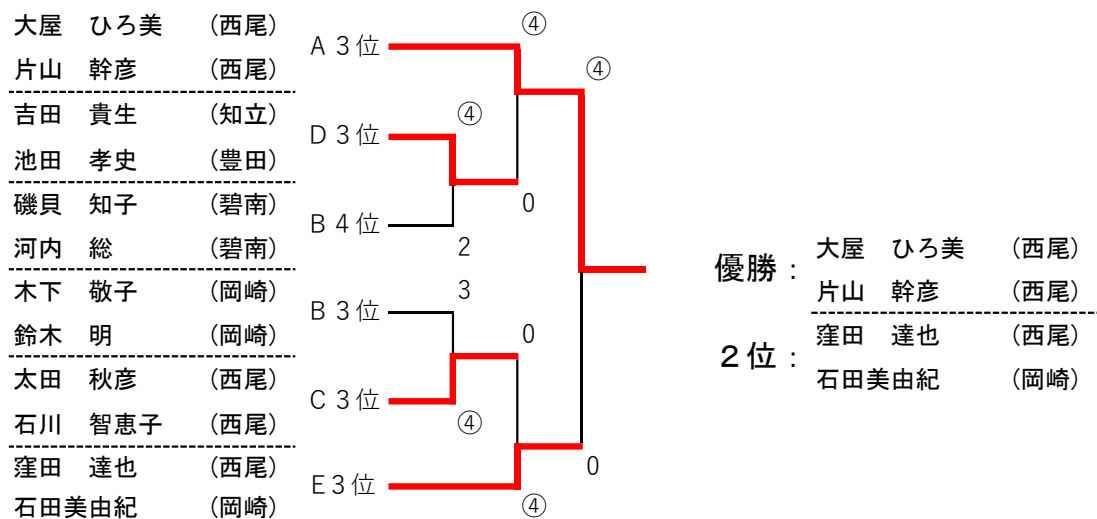 大屋　ひろ美　（西尾）
片山　幹彦　（西尾）
吉田　貴生　（知立）
池田　孝史　（豊田）
磯貝　知子　（碧南）
河内　総　（碧南）
木下　敬子　（岡崎）
鈴木　明　（岡崎）
太田　秋彦　（西尾）
石川　智恵子　（西尾）
窪田　達也　（西尾）
石田美由紀　（岡崎）
A３位
D３位
B４位
B３位
C３位
E３位
④
④
④
0
2
3
0
④
0
④
優勝：
大屋　ひろ美　（西尾）
片山　幹彦　（西尾）
２位：
窪田　達也　（西尾）
石田美由紀　（岡崎）